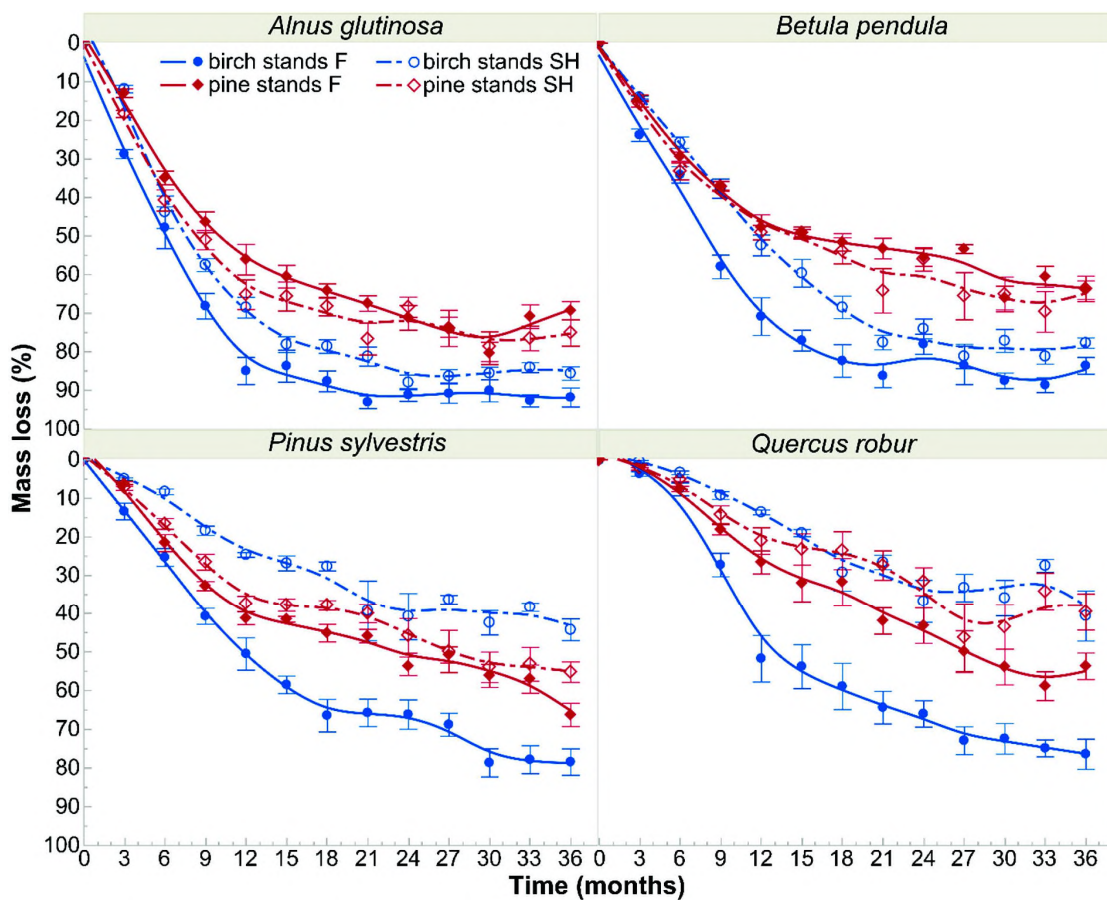 Alnus glutinosa
Betula pendula
birch stands F
birch stands SH
pine stands F
pine stands SH
0
10
20
30
40
50
60
70
80
90
100
Mass loss (%)
Pinus sylvestris
Quercus robur
0
10
20
30
40
50
60
70
80
90
100
0 3 6 9 12 15 18 21 24 27 30 33 36
0 3 6 9 12 15 18 21 24 27 30 33 36
Time (months)